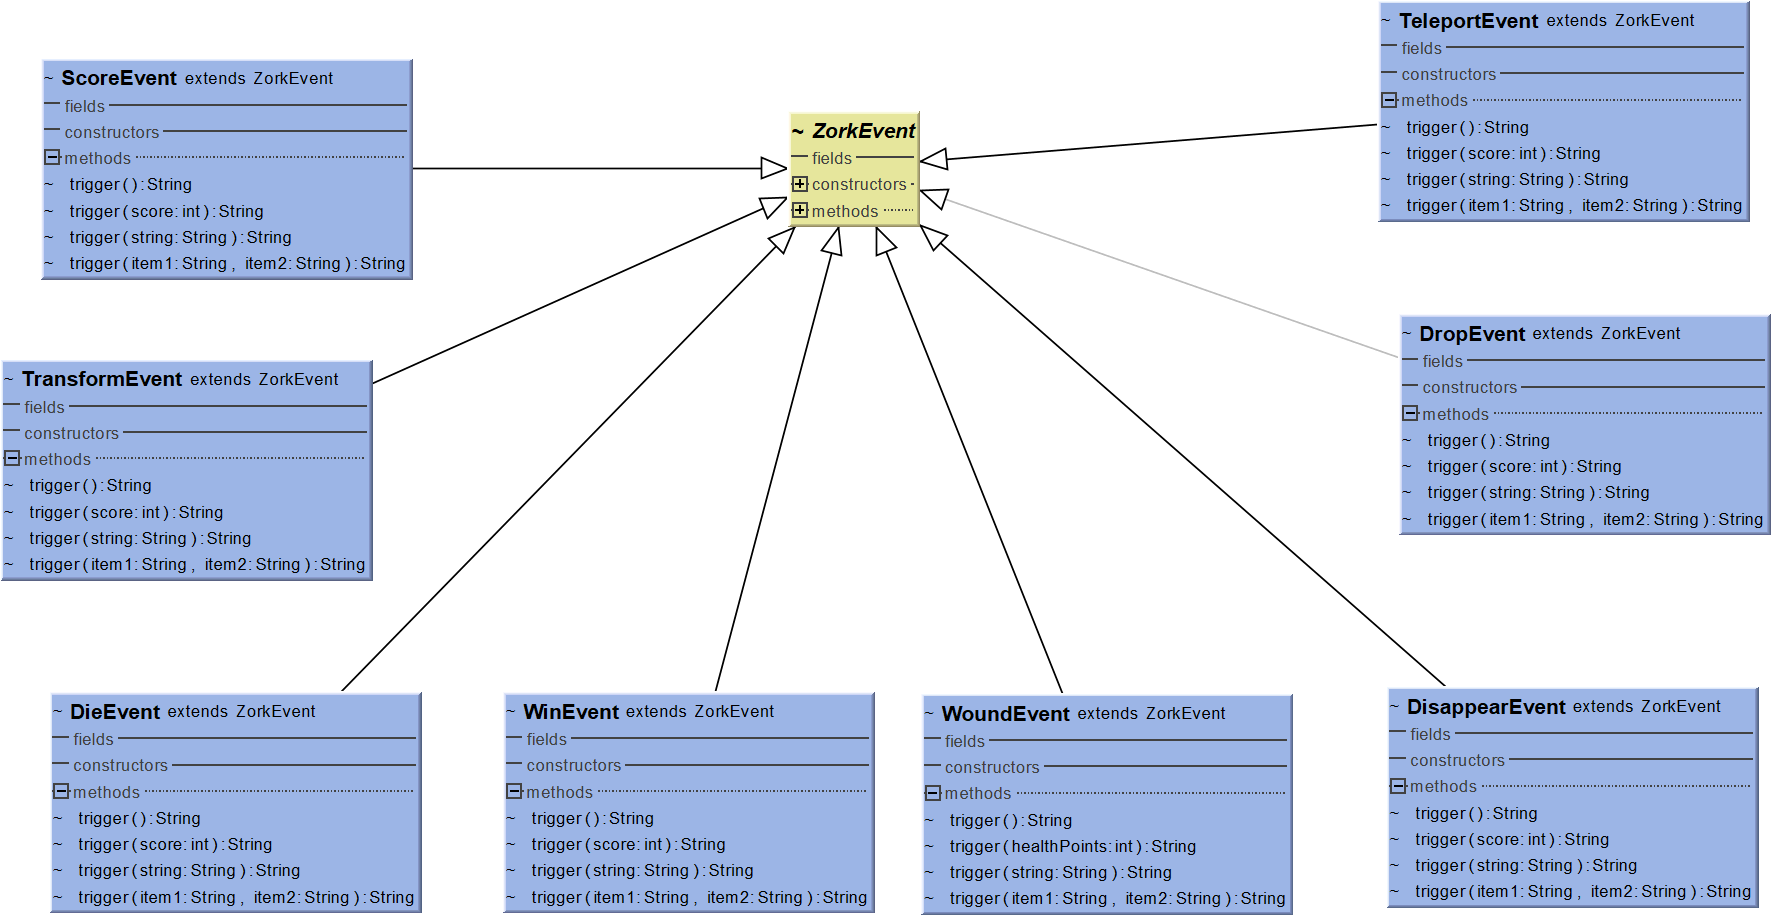 ~ TeleportEvent extends ZorkEvent
fields
constructors
methods
~ trigger():String
~ trigger(score:int):String
~ trigger(string:String):String
~ trigger(item1:String, item2:String):String
~ ScoreEvent extends ZorkEvent
fields
constructors
methods
~ trigger():String
~ trigger(score:int):String
~ trigger(string:String):String
~ trigger(item1:String, item2:String):String
~ ZorkEvent
fields
constructors
methods
~ DropEvent extends ZorkEvent
fields
constructors
methods
~ trigger():String
~ trigger(score:int):String
~ trigger(string:String):String
~ trigger(item1:String, item2:String):String
~ TransformEvent extends ZorkEvent
fields
constructors
methods
~ trigger():String
~ trigger(score:int):String
~ trigger(string:String):String
~ trigger(item1:String, item2:String):String
~ DieEvent extends ZorkEvent
fields
constructors
methods
~ trigger():String
~ trigger(score:int):String
~ trigger(string:String):String
~ trigger(item1:String, item2:String):String
~ WinEvent extends ZorkEvent
fields
constructors
methods
~ trigger():String
~ trigger(score:int):String
~ trigger(string:String):String
~ trigger(item1:String, item2:String):String
~ WoundEvent extends ZorkEvent
fields
constructors
methods
~ trigger():String
~ trigger(healthPoints:int):String
~ trigger(string:String):String
~ trigger(item1:String, item2:String):String
~ DisappearEvent extends ZorkEvent
fields
constructors
methods
~ trigger():String
~ trigger(score:int):String
~ trigger(string:String):String
~ trigger(item1:String, item2:String):String